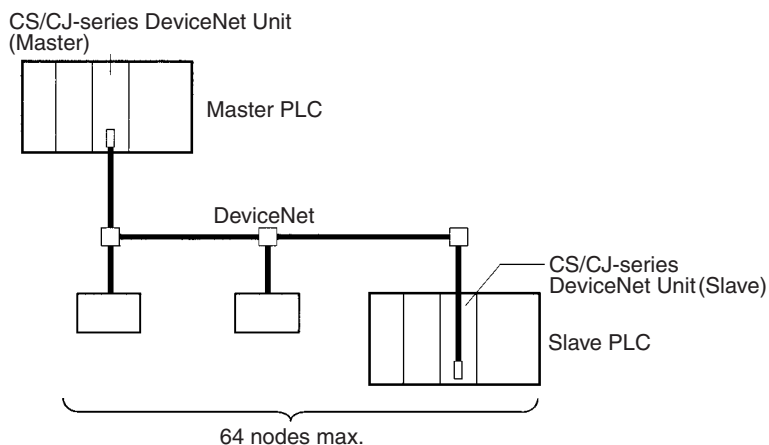 CS/CJ-series DeviceNet Unit
(Master)
Master PLC
DeviceNet
CS/CJ-series
DeviceNet Unit(Slave)
Slave PLC
64 nodes max.